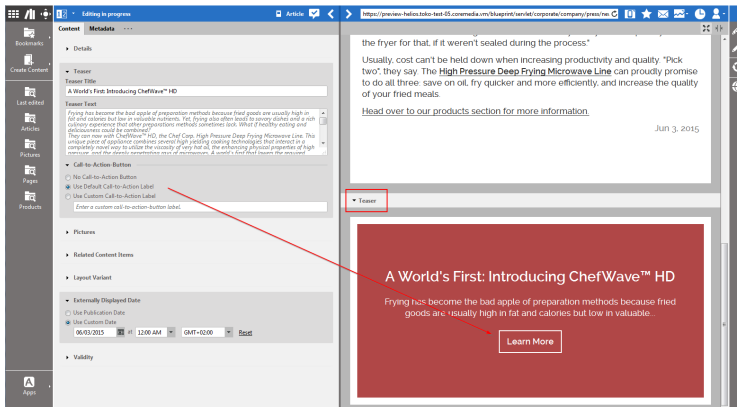 Editing in progress
Article
https://preview-helios.toko-test-05.coremedia.vm/blueprint/servlet/corporate/company/press/ne
Bookmarks
Create Content
Last edited
Articles
Pictures
Pages
Products
Apps
Content Metadata ···
Details
Teaser
Teaser Title
A World's First: Introducing ChefWave™ HD
Teaser Text
Frying has become the bad apple of preparation methods because fried goods are usually high in
fat and calories but low in valuable nutrients. Yet, frying also often leads to savory dishes and a rich
culinary experience that other preparations methods sometimes lack. What if healthy eating and
deliciousness could be combined?
They can now with ChefWave™ HD, the Chef Corp. High Pressure Deep Frying Microwave Line. This
unique piece of appliance combines several high yielding cooking technologies that interact in a
completely novel way to utilize the viscosity of very hot oil, the enhancing physical properties of high
Call-to-Action-Button
No Call-to-Action Button
Use Default Call-to-Action Label
Use Custom Call-to-Action Label
Enter a custom call-to-action-button label.
Pictures
Related Content Items
Layout Variant
Externally Displayed Date
Use Publication Date
Use Custom Date
06/03/2015 at 12:00 AM GMT+02:00 Reset
Validity
the fryer for that, if it weren't sealed during the process."
Usually, cost can't be held down when increasing productivity and quality. "Pick
two", they say. The High Pressure Deep Frying Microwave Line can proudly promise
to do all three: save on oil, fry quicker and more efficiently, and increase the quality
of your fried meals.
Head over to our products section for more information.
Jun 3, 2015
Teaser
A World's First: Introducing ChefWave™ HD
Frying has become the bad apple of preparation methods because fried
goods are usually high in fat and calories but low in valuable...
Learn More